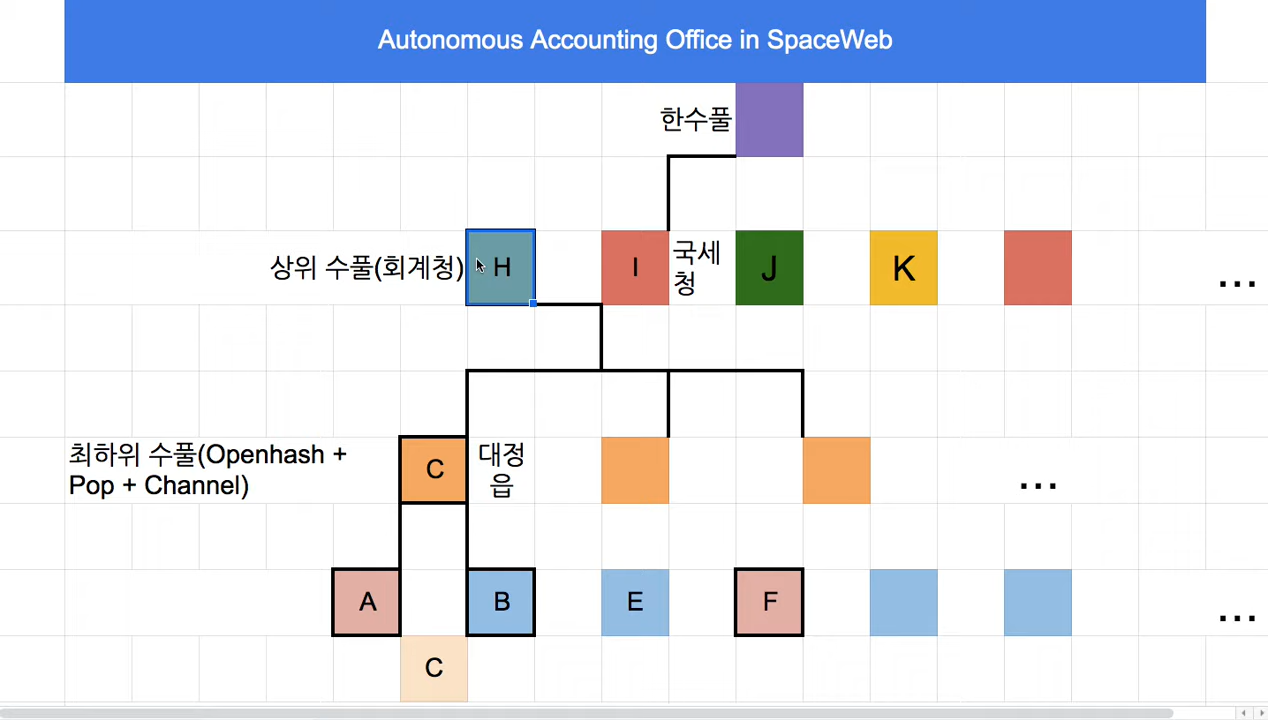 Autonomous Accounting Office in SpaceWeb
한수풀
상위 수풀(회계청)
H
I
국세
청
J
K
...
최하위 수풀(Openhash +
Pop + Channel)
C
대정
읍
...
A
B
E
F
...
C